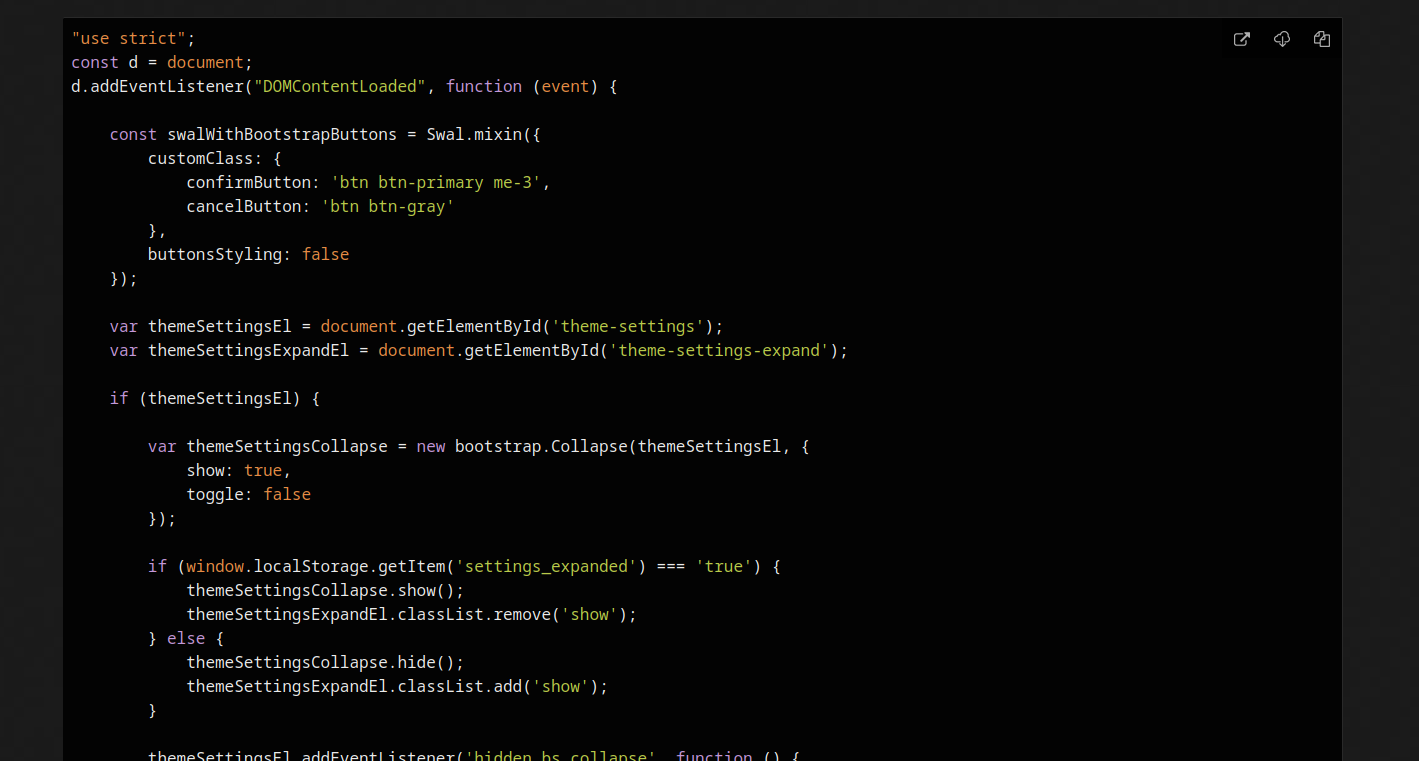 "use strict";
const d = document;
d.addEventListener("DOMContentLoaded", function (event) {
    const swalWithBootstrapButtons = Swal.mixin({
        customClass: {
            confirmButton: 'btn btn-primary me-3',
            cancelButton: 'btn btn-gray'
        },
        buttonsStyling: false
    });
    var themeSettingsEl = document.getElementById('theme-settings');
    var themeSettingsExpandEl = document.getElementById('theme-settings-expand');
    if (themeSettingsEl) {
        var themeSettingsCollapse = new bootstrap.Collapse(themeSettingsEl, {
            show: true,
            toggle: false
        });
        if (window.localStorage.getItem('settings_expanded') === 'true') {
            themeSettingsCollapse.show();
            themeSettingsExpandEl.classList.remove('show');
        } else {
            themeSettingsCollapse.hide();
            themeSettingsExpandEl.classList.add('show');
        }
        themeSettingsEl.addEventListener('hidden.bs.collapse', function () {